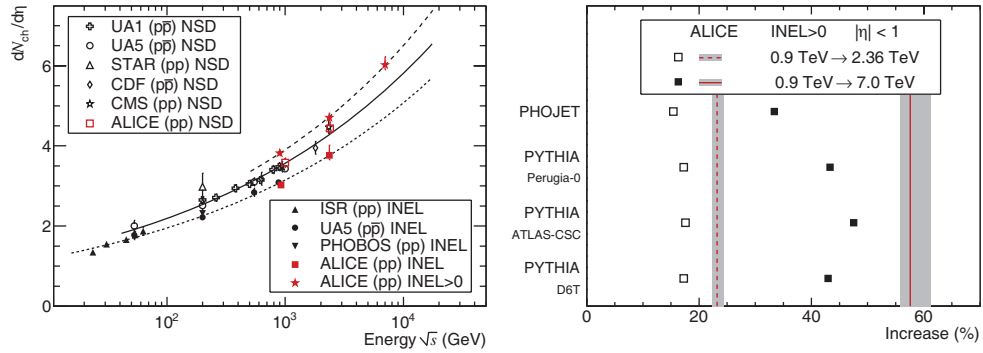 dN_ch/dη
6
4
2
0
UA1 (pp̅) NSD
UA5 (pp̅) NSD
STAR (pp) NSD
CDF (pp̅) NSD
CMS (pp) NSD
ALICE (pp) NSD
ISR (pp) INEL
UA5 (pp̅) INEL
PHOBOS (pp) INEL
ALICE (pp) INEL
ALICE (pp) INEL>0
10²
10³
10⁴
Energy √s (GeV)
ALICE INEL>0 |η| < 1
0.9 TeV → 2.36 TeV
0.9 TeV → 7.0 TeV
PHOJET
PYTHIA
Perugia-0
PYTHIA
ATLAS-CSC
PYTHIA
D6T
0 20 40 60
Increase (%)